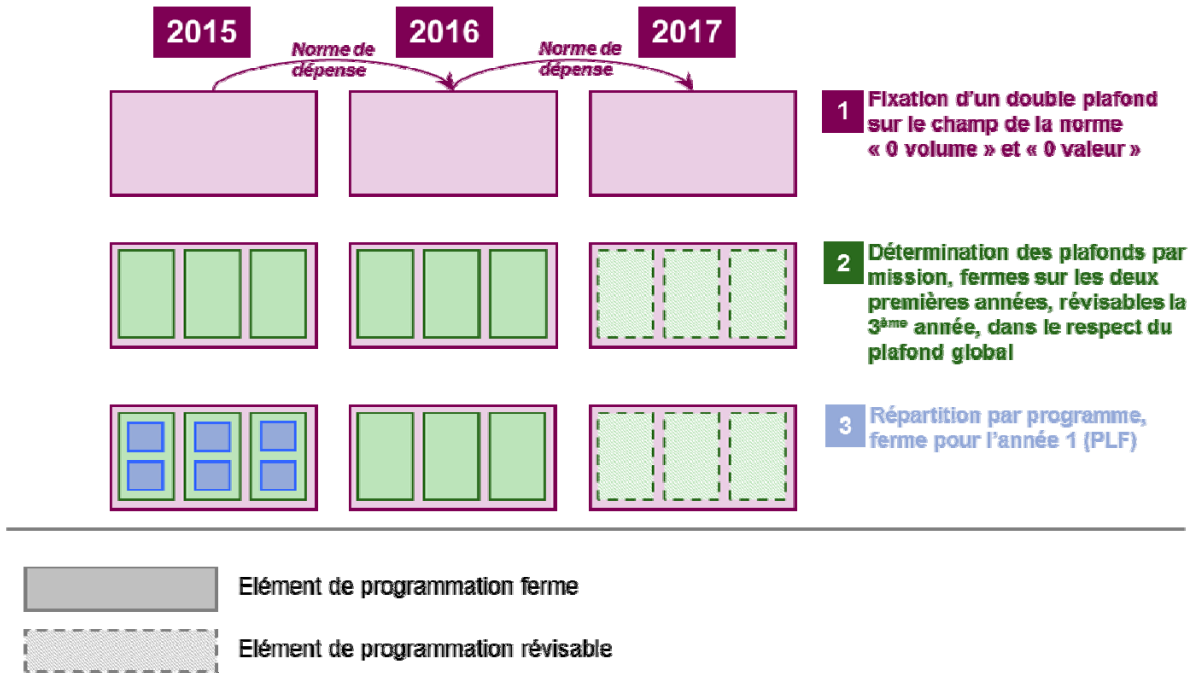 2015
2016
2017
Norme de
dépense
Norme de
dépense
1
Fixation d'un double plafond
sur le champ de la norme
« 0 volume » et « 0 valeur »
2
Détermination des plafonds par
mission, fermes sur les deux
premières années, révisables la
3ème année, dans le respect du
plafond global
3
Répartition par programme,
ferme pour l'année 1 (PLF)
Elément de programmation ferme
Elément de programmation révisable